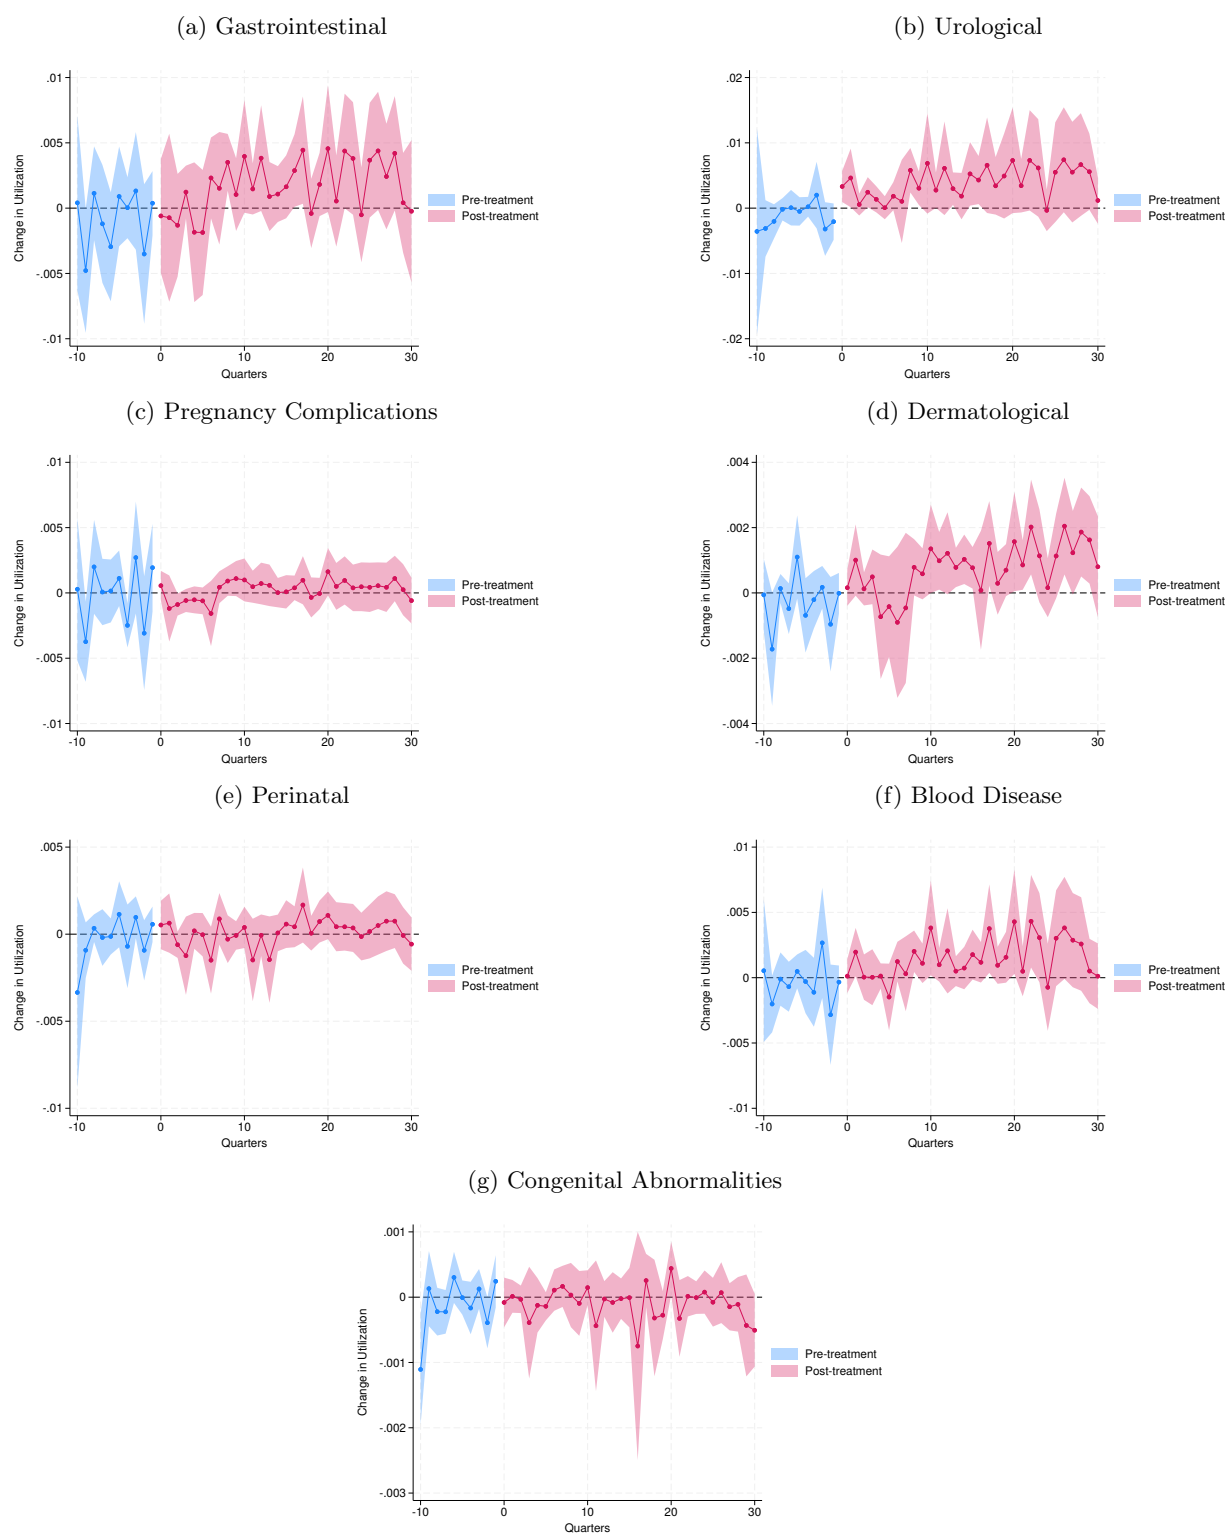 (a) Gastrointestinal
.01
.005
0
-.005
-.01
Change in Utilization
-10 0 10 20 30
Quarters
Pre-treatment
Post-treatment
(b) Urological
.02
.01
0
-.01
-.02
Change in Utilization
-10 0 10 20 30
Quarters
Pre-treatment
Post-treatment
(c) Pregnancy Complications
.01
.005
0
-.005
-.01
Change in Utilization
-10 0 10 20 30
Quarters
Pre-treatment
Post-treatment
(d) Dermatological
.004
.002
0
-.002
-.004
Change in Utilization
-10 0 10 20 30
Quarters
Pre-treatment
Post-treatment
(e) Perinatal
.005
0
-.005
-.01
Change in Utilization
-10 0 10 20 30
Quarters
Pre-treatment
Post-treatment
(f) Blood Disease
.01
.005
0
-.005
-.01
Change in Utilization
-10 0 10 20 30
Quarters
Pre-treatment
Post-treatment
(g) Congenital Abnormalities
.001
0
-.001
-.002
-.003
Change in Utilization
-10 0 10 20 30
Quarters
Pre-treatment
Post-treatment